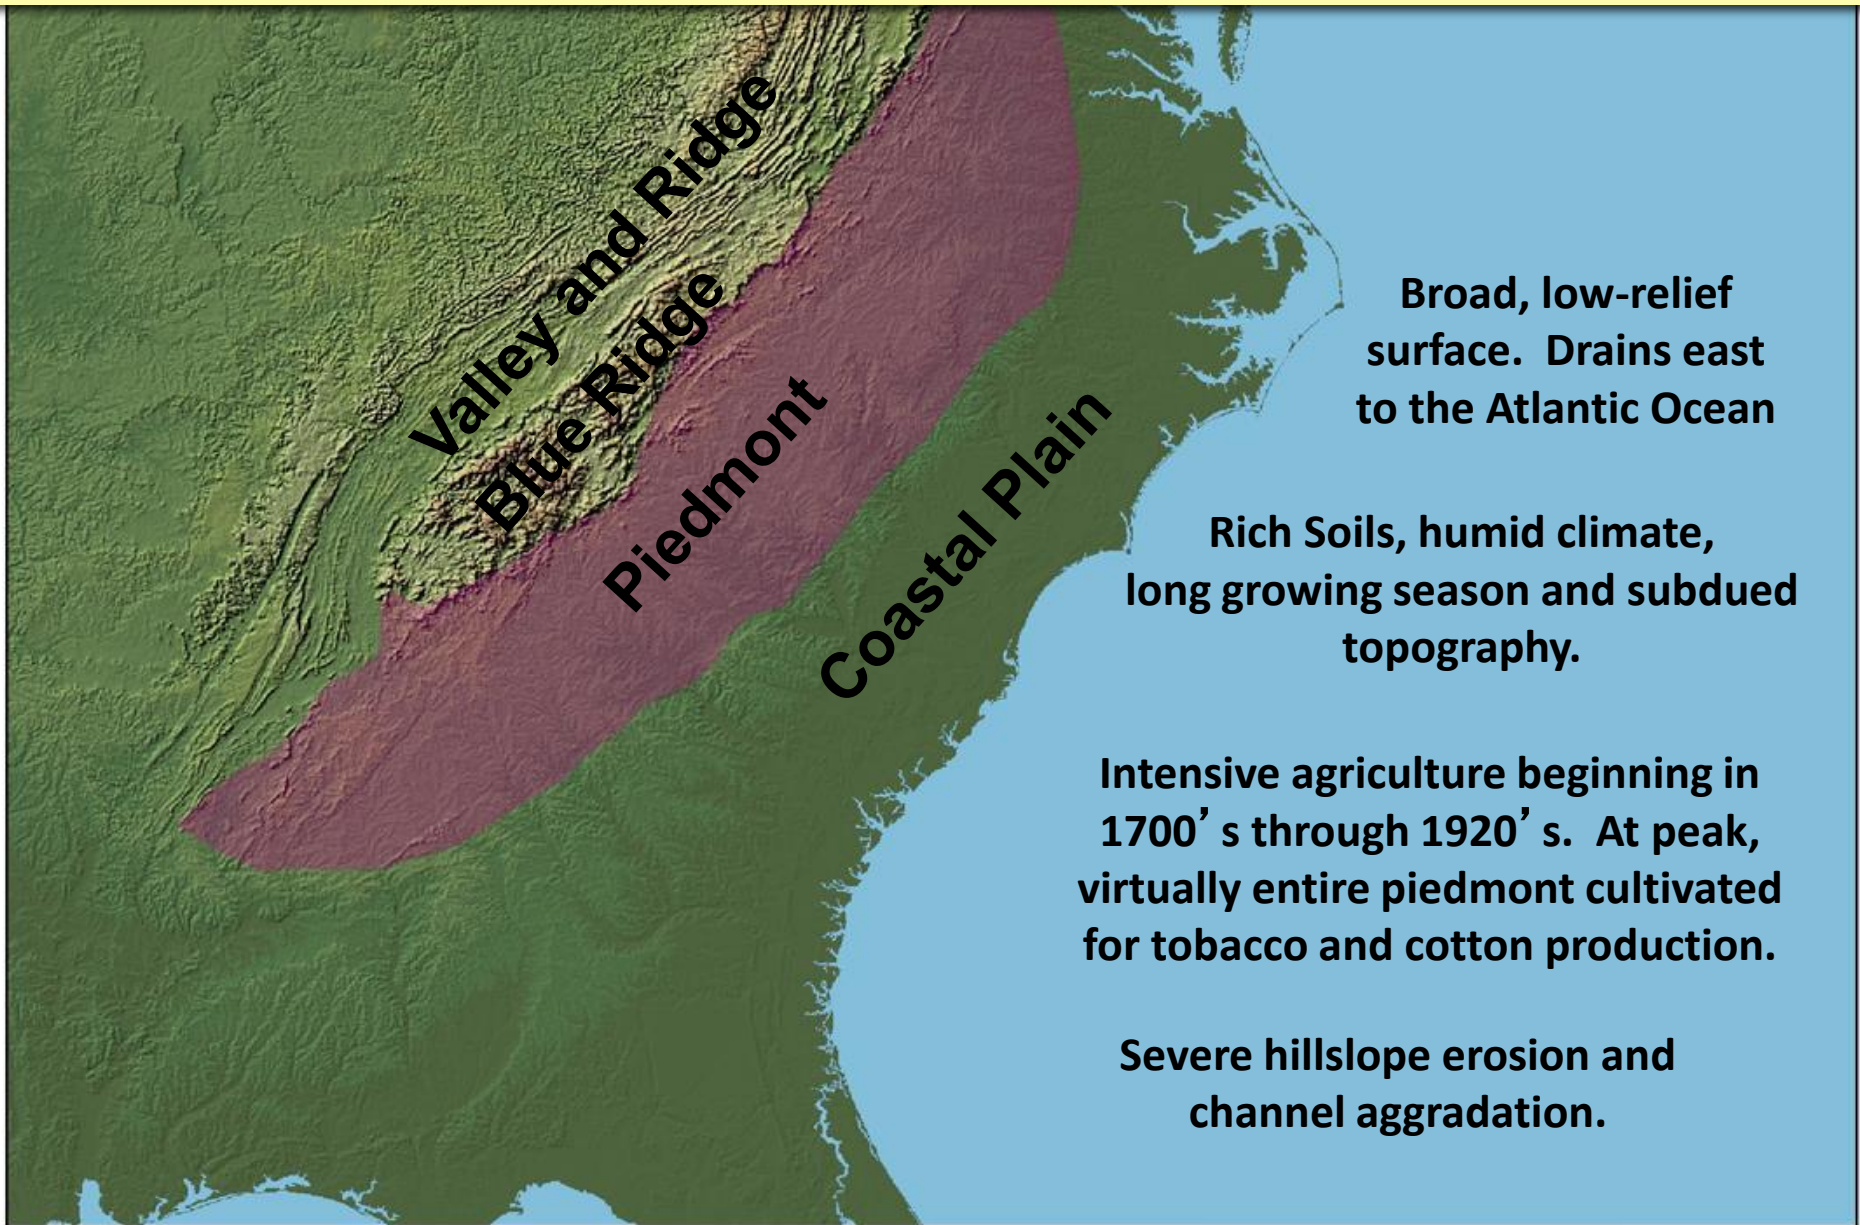 Valley and Ridge
Blue Ridge
Piedmont
Coastal Plain
Broad, low-relief
surface.  Drains east
to the Atlantic Ocean
Rich Soils, humid climate,
long growing season and subdued
topography.
Intensive agriculture beginning in
1700’s through 1920’s.  At peak,
virtually entire piedmont cultivated
for tobacco and cotton production.
Severe hillslope erosion and
channel aggradation.